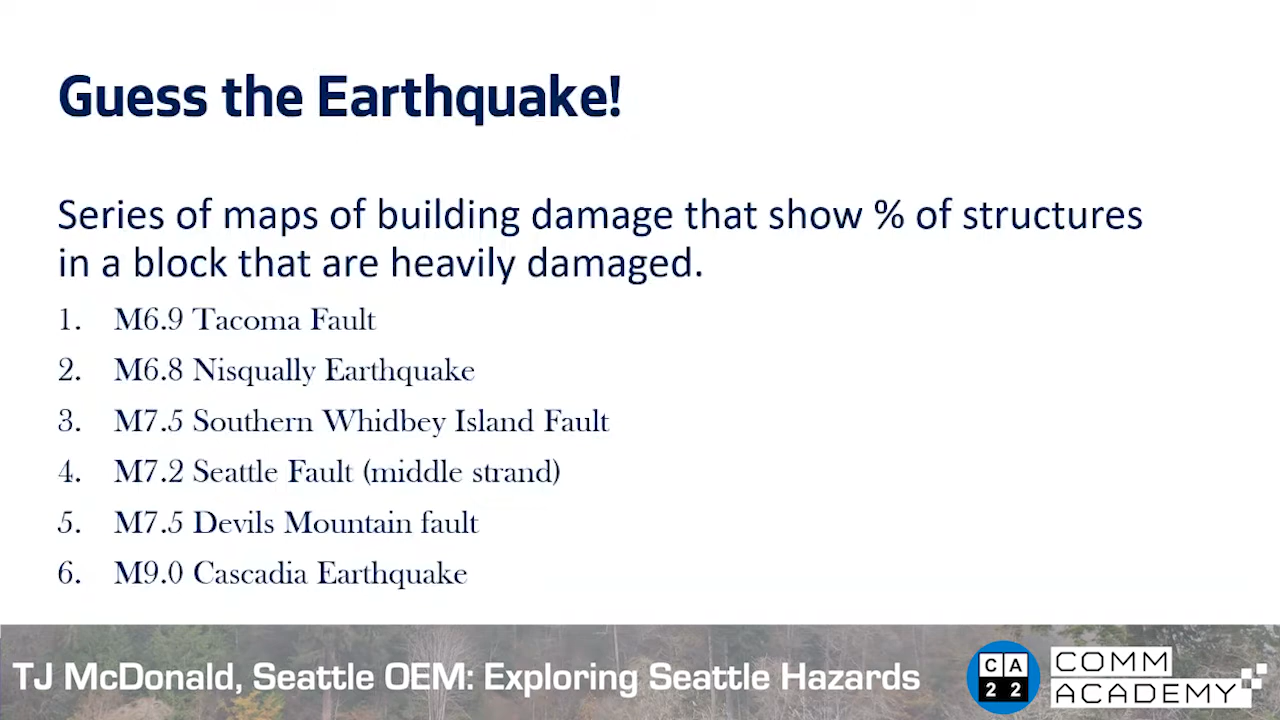 Guess the Earthquake!
Series of maps of building damage that show % of structures
in a block that are heavily damaged.
1. M6.9 Tacoma Fault
2. M6.8 Nisqually Earthquake
3. M7.5 Southern Whidbey Island Fault
4. M7.2 Seattle Fault (middle strand)
5. M7.5 Devils Mountain fault
6. M9.0 Cascadia Earthquake
TJ McDonald, Seattle OEM: Exploring Seattle Hazards
CA
22
COMM
ACADEMY